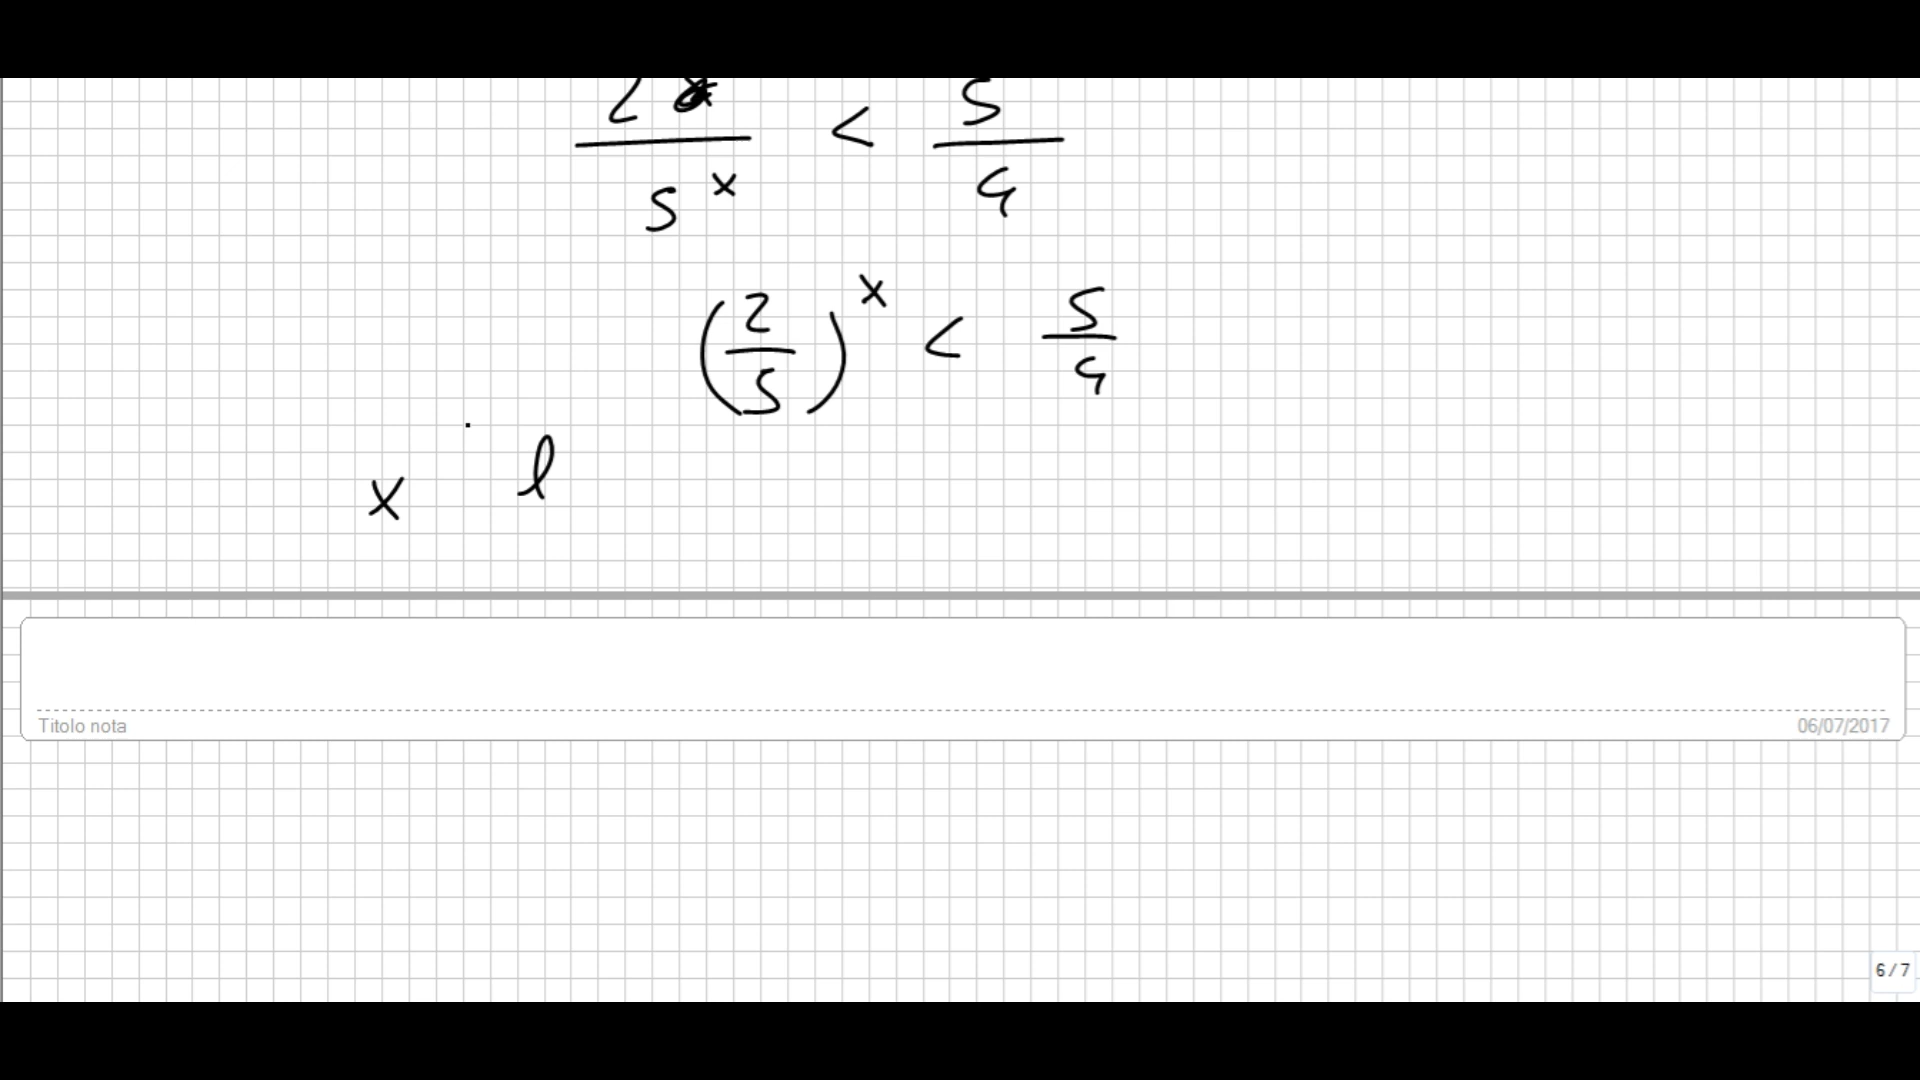 2^x / 5^x < 5/4
(2/5)^x < 5/4
x l
Titolo nota 06/07/2017
6 / 7